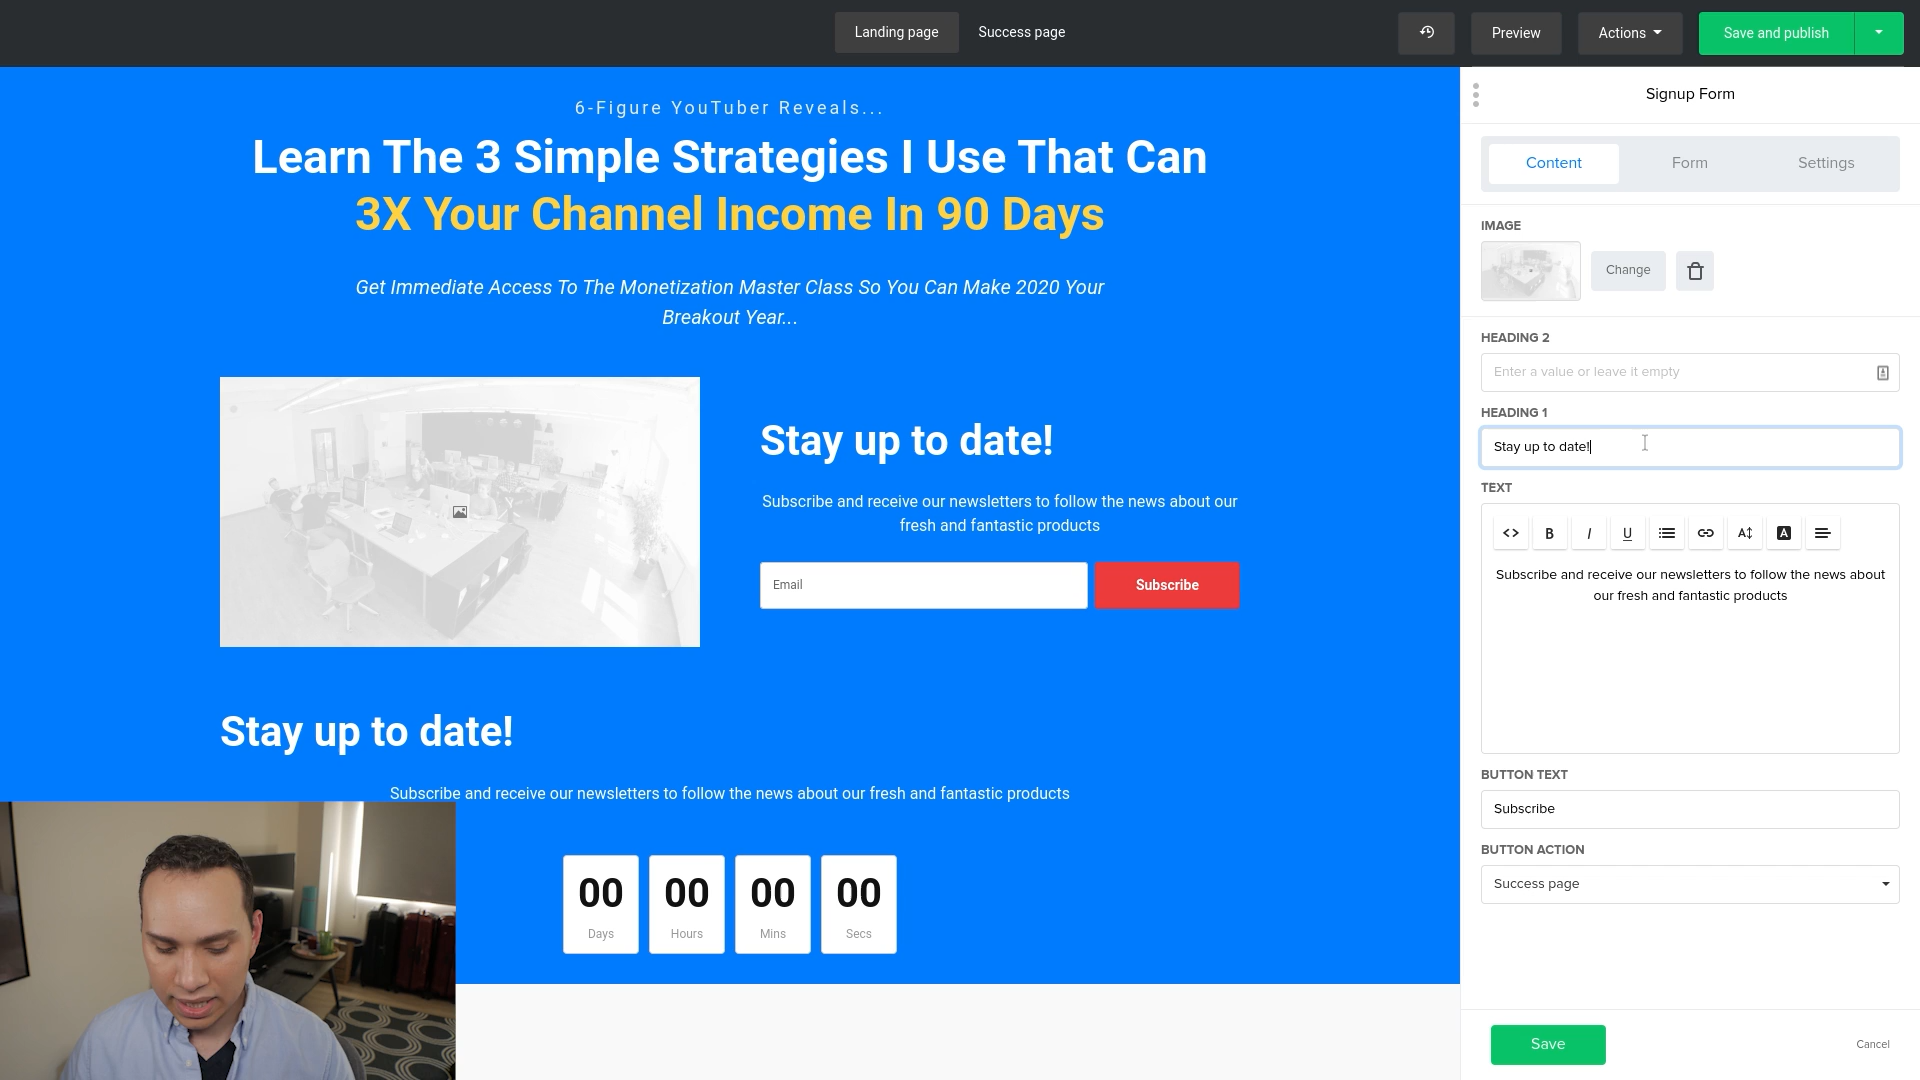 Landing page
Success page
Preview
Actions
Save and publish
6-Figure YouTuber Reveals...
Learn The 3 Simple Strategies I Use That Can
3X Your Channel Income In 90 Days
Get Immediate Access To The Monetization Master Class So You Can Make 2020 Your
Breakout Year...
Stay up to date!
Subscribe and receive our newsletters to follow the news about our
fresh and fantastic products
Email
Subscribe
Stay up to date!
Subscribe and receive our newsletters to follow the news about our fresh and fantastic products
00 00 00 00
Days Hours Mins Secs
Signup Form
Content Form Settings
IMAGE
Change
HEADING 2
Enter a value or leave it empty
HEADING 1
Stay up to date!
TEXT
<> B I U A A
Subscribe and receive our newsletters to follow the news about
our fresh and fantastic products
BUTTON TEXT
Subscribe
BUTTON ACTION
Success page
Save
Cancel